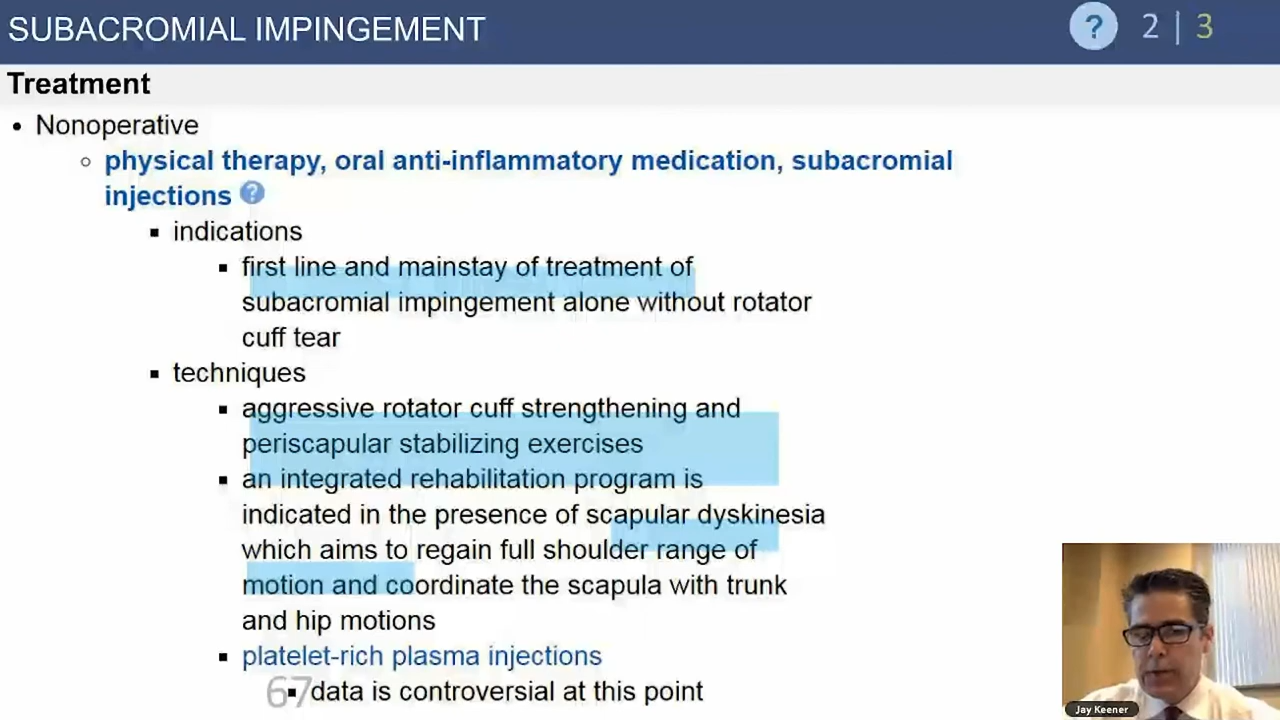 SUBACROMIAL IMPINGEMENT
? 2 | 3
Treatment
• Nonoperative
○ physical therapy, oral anti-inflammatory medication, subacromial
injections ?
▪ indications
▪ first line and mainstay of treatment of
subacromial impingement alone without rotator
cuff tear
▪ techniques
▪ aggressive rotator cuff strengthening and
periscapular stabilizing exercises
▪ an integrated rehabilitation program is
indicated in the presence of scapular dyskinesia
which aims to regain full shoulder range of
motion and coordinate the scapula with trunk
and hip motions
▪ platelet-rich plasma injections
67 ▪ data is controversial at this point
Jay Keener